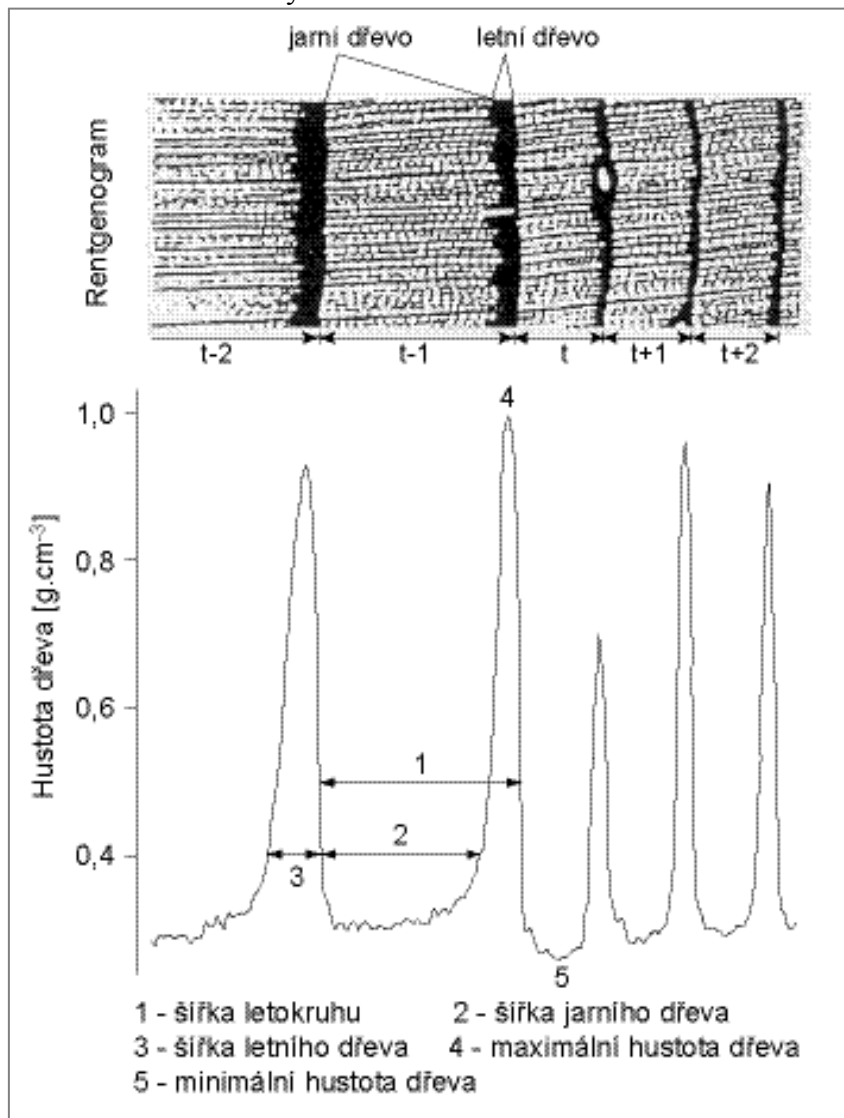 jarní dřevo letní dřevo
Rentgenogram
t-2 t-1 t t+1 t+2
4
1,0
0,8
Hustota dřeva [g.cm⁻³]
0,6
1
0,4
2
3
5
1 - šířka letokruhu 2 - šířka jarního dřeva
3 - šířka letního dřeva 4 - maximální hustota dřeva
5 - minimální hustota dřeva